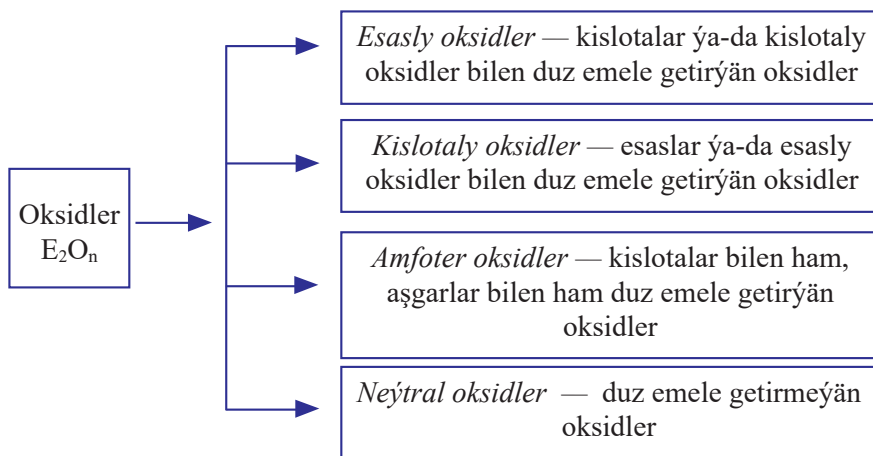 Oksidler
E₂Oₙ
Esasly oksidler — kislotalar ýa-da kislotaly
oksidler bilen duz emele getirýän oksidler
Kislotaly oksidler — esaslar ýa-da esasly
oksidler bilen duz emele getirýän oksidler
Amfoter oksidler — kislotalar bilen ham,
aşgarlar bilen ham duz emele getirýän
oksidler
Neýtral oksidler — duz emele getirmeýän
oksidler